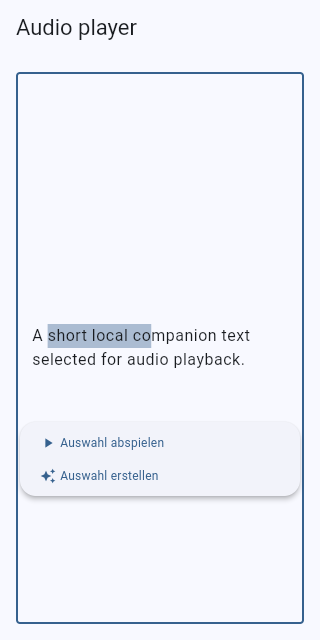 Audio player
A short local companion text
selected for audio playback.
Auswahl abspielen
Auswahl erstellen